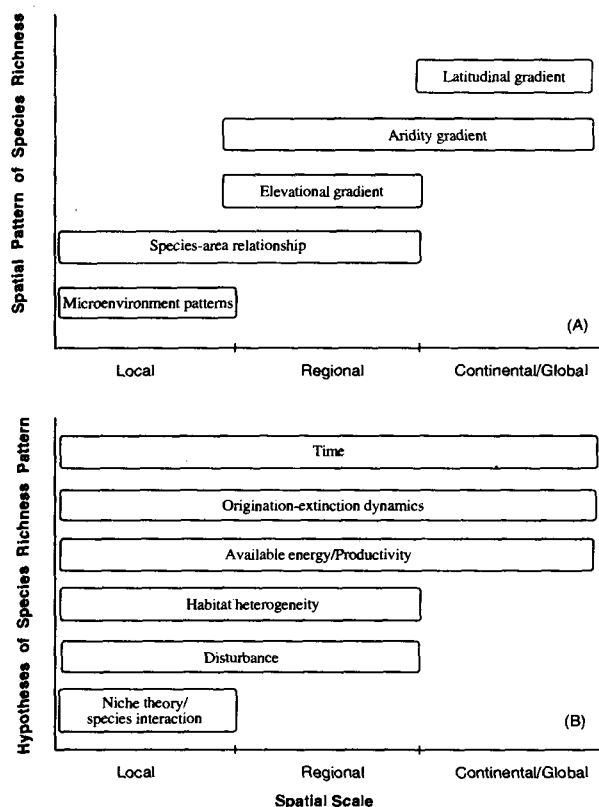 Spatial Pattern of Species Richness
Latitudinal gradient
Aridity gradient
Elevational gradient
Species-area relationship
Microenvironment patterns
(A)
Local Regional Continental/Global
Hypotheses of Species Richness Pattern
Time
Origination-extinction dynamics
Available energy/Productivity
Habitat heterogeneity
Disturbance
Niche theory/
species interaction
(B)
Local Regional Continental/Global
Spatial Scale